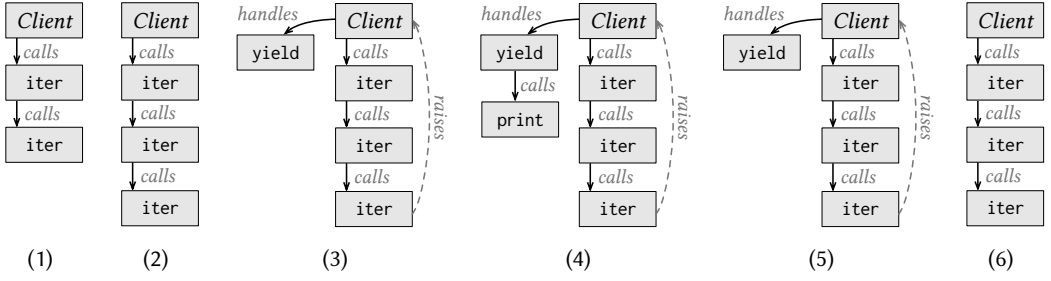 Client
calls
iter
calls
iter
(1)
Client
calls
iter
calls
iter
calls
iter
(2)
handles
Client
yield
calls
iter
calls
iter
calls
iter
raises
(3)
handles
Client
yield
calls
calls
print
iter
calls
iter
calls
iter
raises
(4)
handles
Client
yield
calls
iter
calls
iter
calls
iter
raises
(5)
Client
calls
iter
calls
iter
calls
iter
(6)